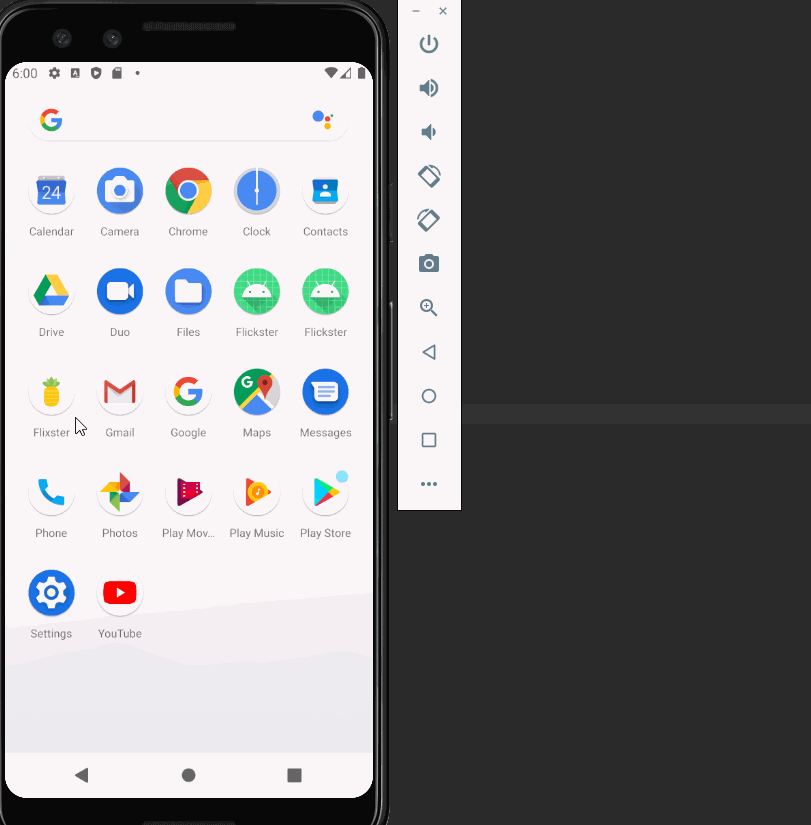 6:00
Calendar Camera Chrome Clock Contacts
Drive Duo Files Flickster Flickster
Flixster Gmail Google Maps Messages
Phone Photos Play Mov… Play Music Play Store
Settings YouTube